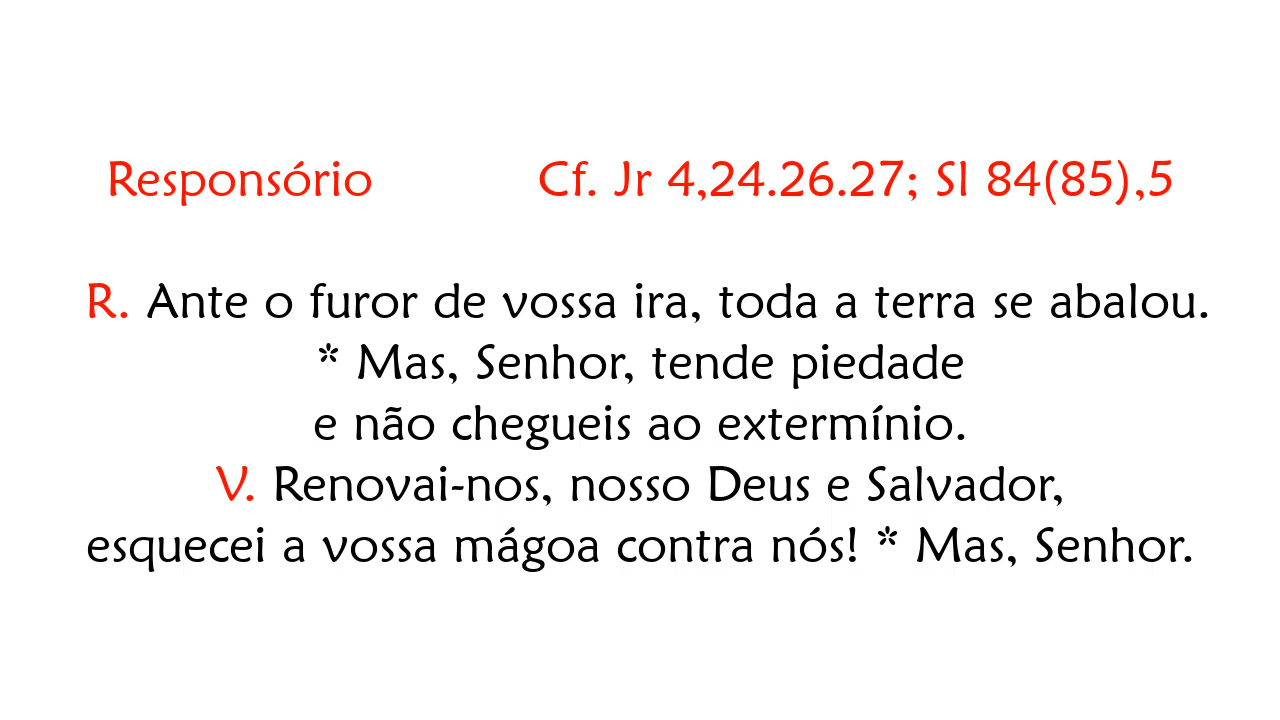 Responsório Cf. Jr 4,24.26.27; Sl 84(85),5
R. Ante o furor de vossa ira, toda a terra se abalou.
* Mas, Senhor, tende piedade
e não chegueis ao extermínio.
V. Renovai-nos, nosso Deus e Salvador,
esquecei a vossa mágoa contra nós! * Mas, Senhor.